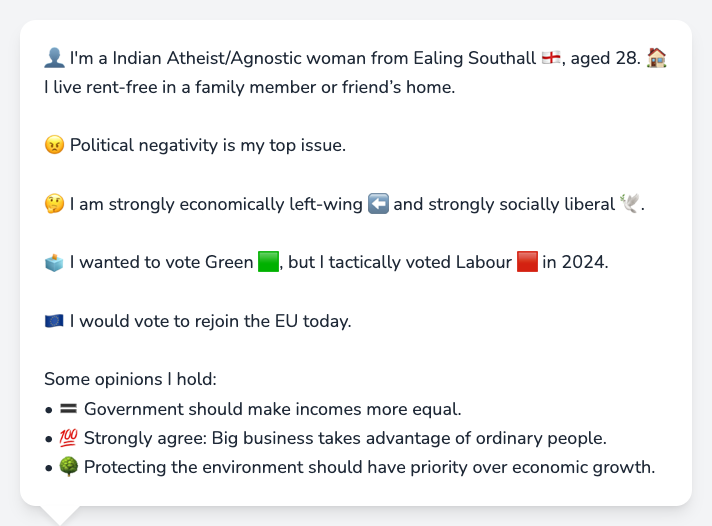 👤 I'm a Indian Atheist/Agnostic woman from Ealing Southall 🏴󠁧󠁢󠁥󠁮󠁧󠁿, aged 28. 🏠
I live rent-free in a family member or friend’s home.
😠 Political negativity is my top issue.
🤔 I am strongly economically left-wing ⬅️ and strongly socially liberal 🕊️.
🗳️ I wanted to vote Green 🟩, but I tactically voted Labour 🟥 in 2024.
🇪🇺 I would vote to rejoin the EU today.
Some opinions I hold:
• 🟰 Government should make incomes more equal.
• 💯 Strongly agree: Big business takes advantage of ordinary people.
• 🌳 Protecting the environment should have priority over economic growth.